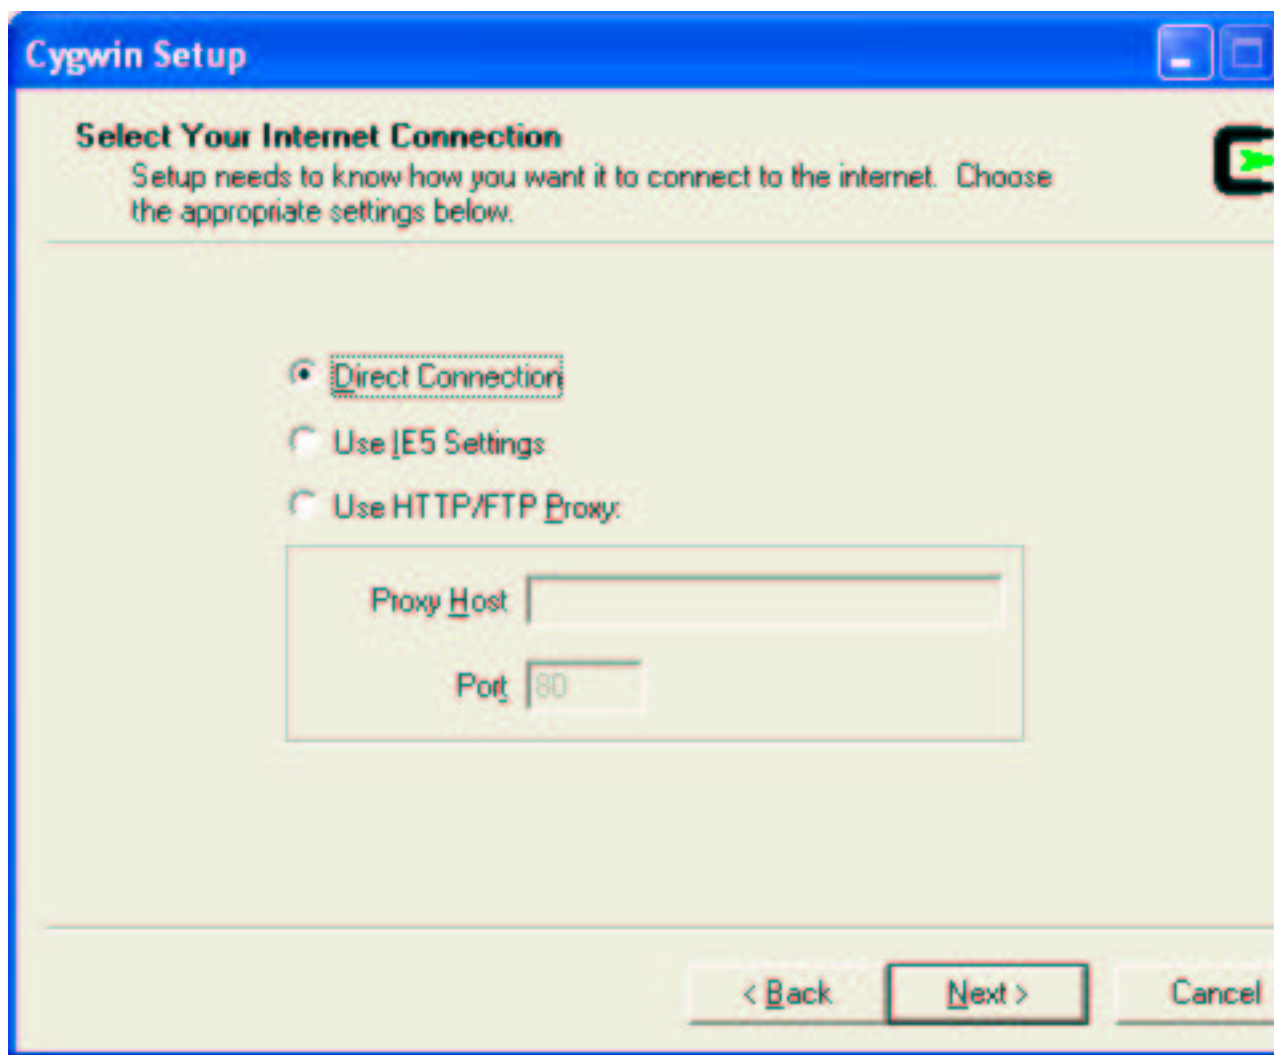 Cygwin Setup
Select Your Internet Connection
Setup needs to know how you want it to connect to the internet. Choose
the appropriate settings below.
Direct Connection
Use IE5 Settings
Use HTTP/FTP Proxy:
Proxy Host
Port 80
< Back Next > Cancel